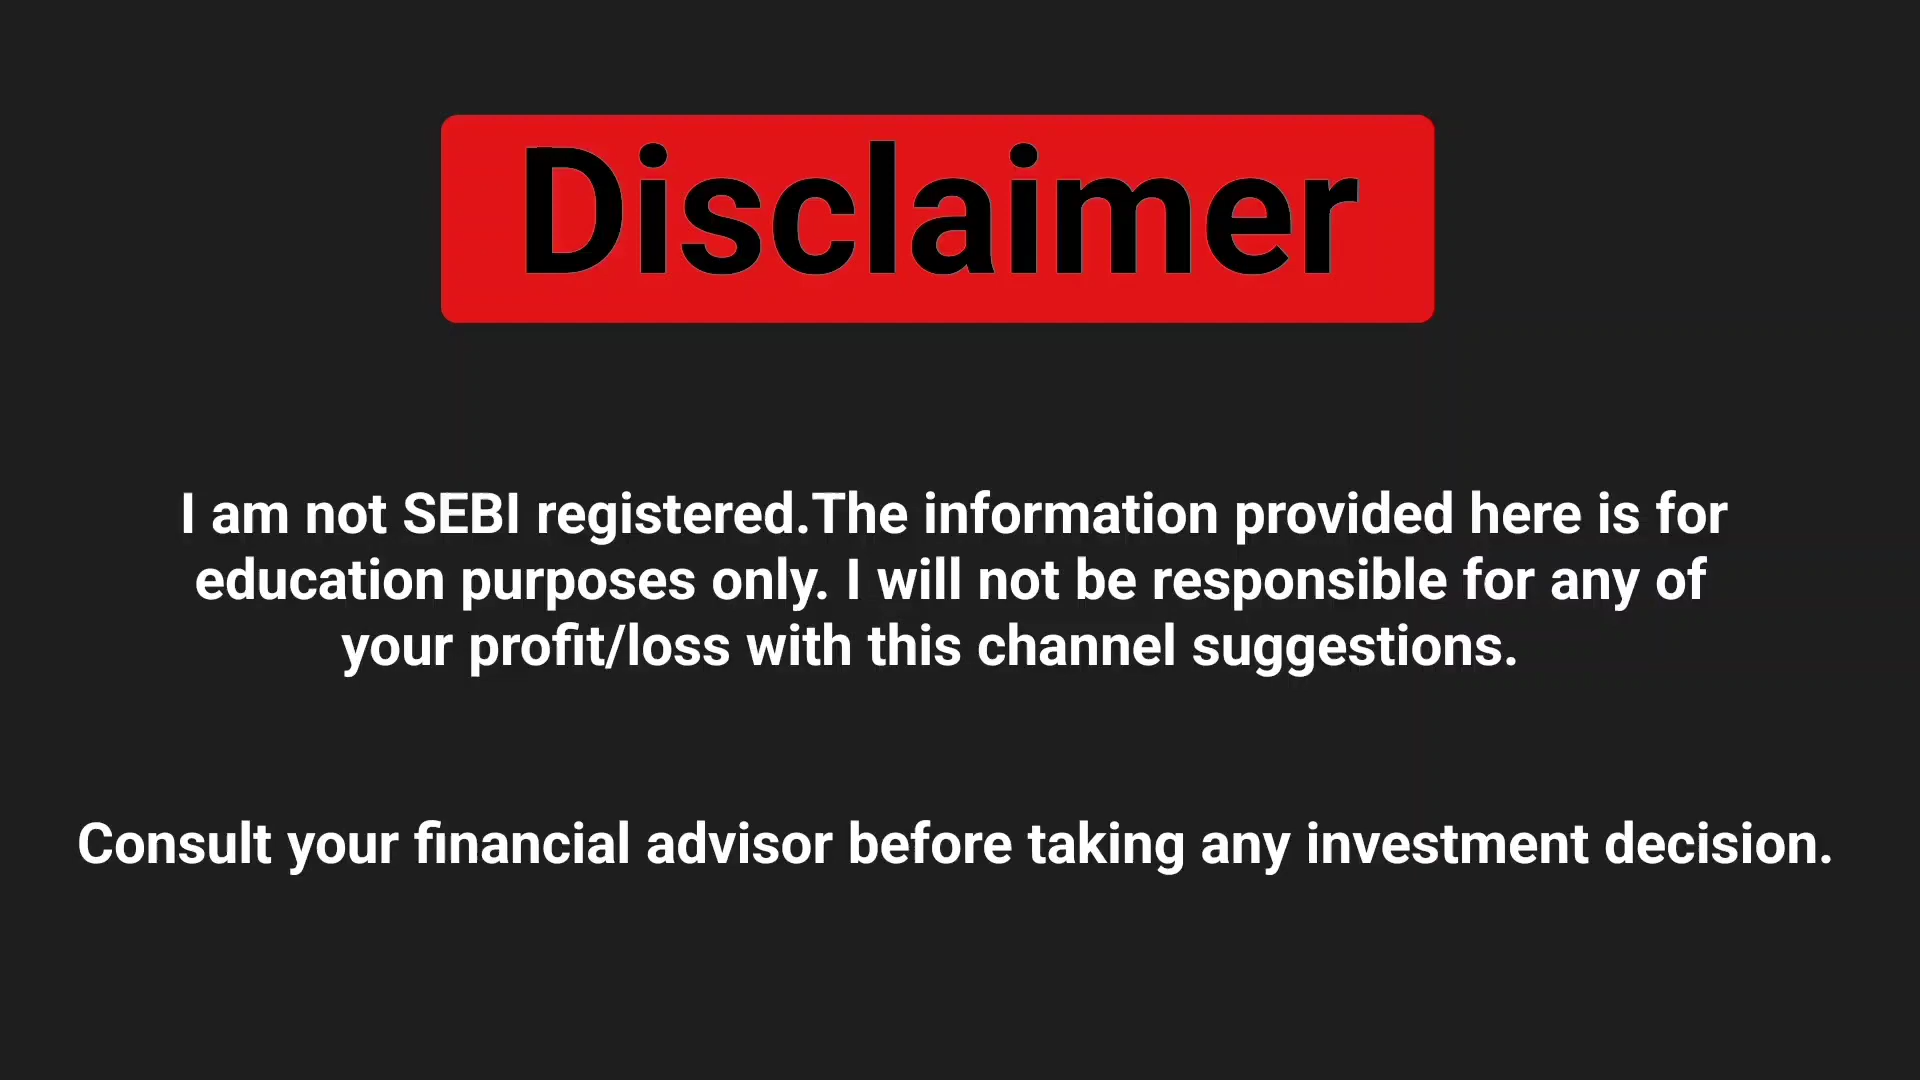 Disclaimer
I am not SEBI registered.The information provided here is for
education purposes only. I will not be responsible for any of
your profit/loss with this channel suggestions.
Consult your financial advisor before taking any investment decision.